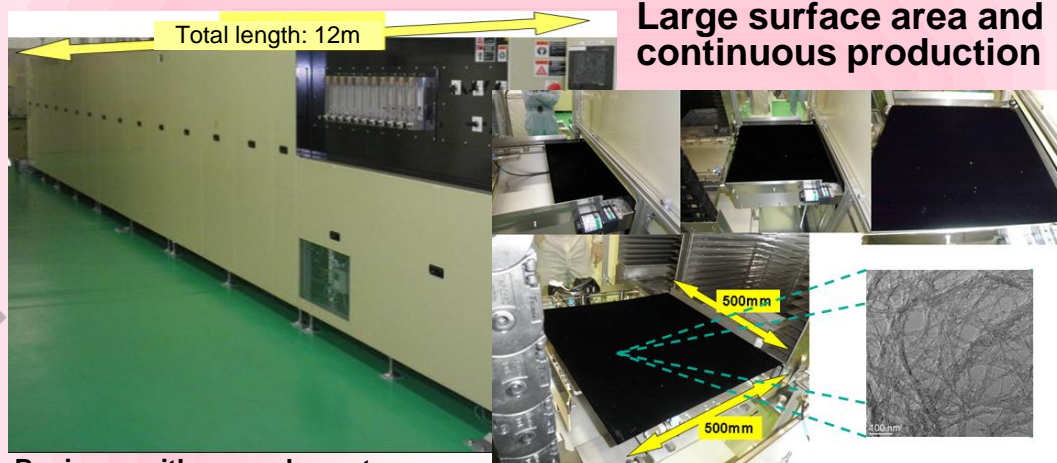 Total length: 12m
Large surface area and
continuous production
500mm
500mm
100 nm